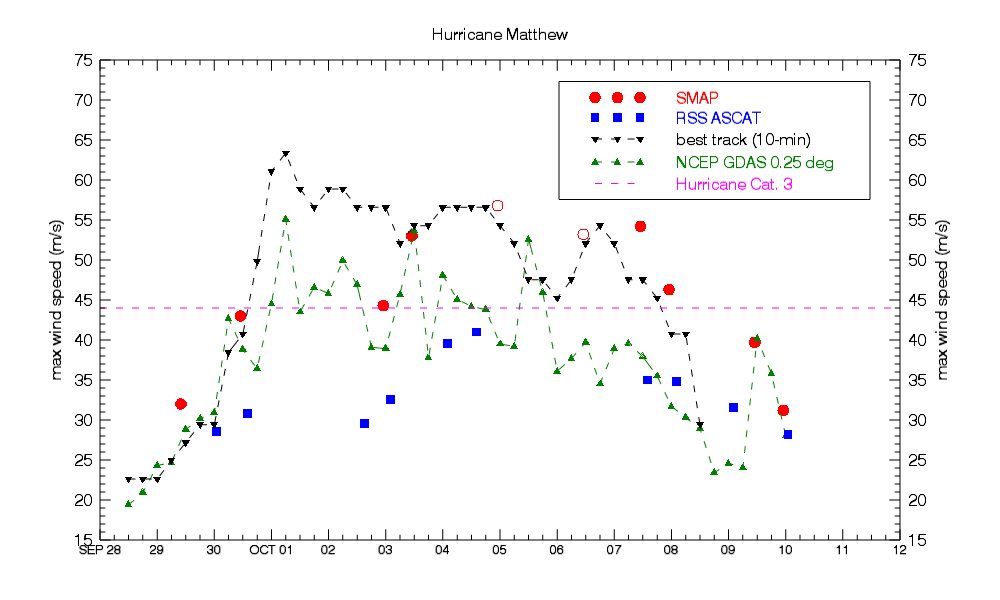 Hurricane Matthew
75
70
65
60
55
50
45
40
35
30
25
20
15
max wind speed (m/s)
SMAP
RSS ASCAT
best track (10-min)
NCEP GDAS 0.25 deg
Hurricane Cat. 3
75
70
65
60
55
50
45
40
35
30
25
20
15
max wind speed (m/s)
SEP 28 29 30 OCT 01 02 03 04 05 06 07 08 09 10 11 12